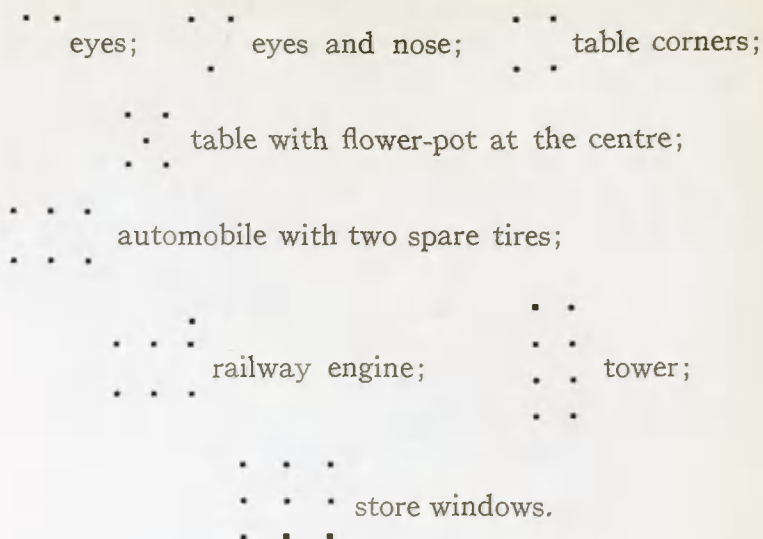 eyes; eyes and nose; table corners;
table with flower-pot at the centre;
automobile with two spare tires;
railway engine; tower;
store windows.